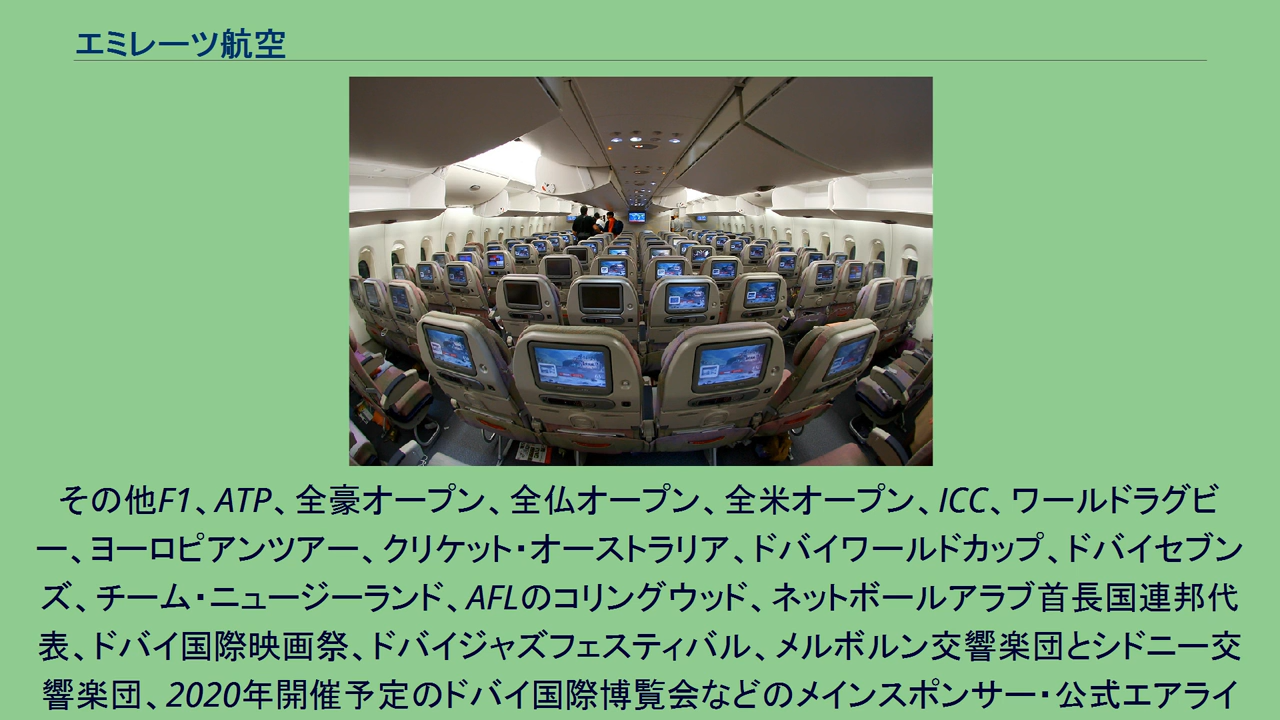 エミレーツ航空
その他F1、ATP、全豪オープン、全仏オープン、全米オープン、ICC、ワールドラグビ
ー、ヨーロピアンツアー、クリケット・オーストラリア、ドバイワールドカップ、ドバイセブン
ズ、チーム・ニュージーランド、AFLのコリングウッド、ネットボールアラブ首長国連邦代
表、ドバイ国際映画祭、ドバイジャズフェスティバル、メルボルン交響楽団とシドニー交
響楽団、2020年開催予定のドバイ国際博覧会などのメインスポンサー・公式エアライ